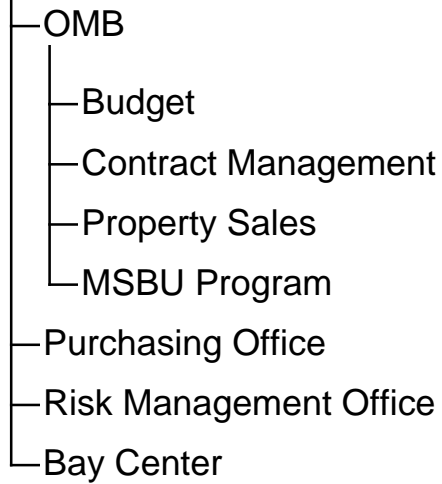 OMB
Budget
Contract Management
Property Sales
MSBU Program
Purchasing Office
Risk Management Office
Bay Center